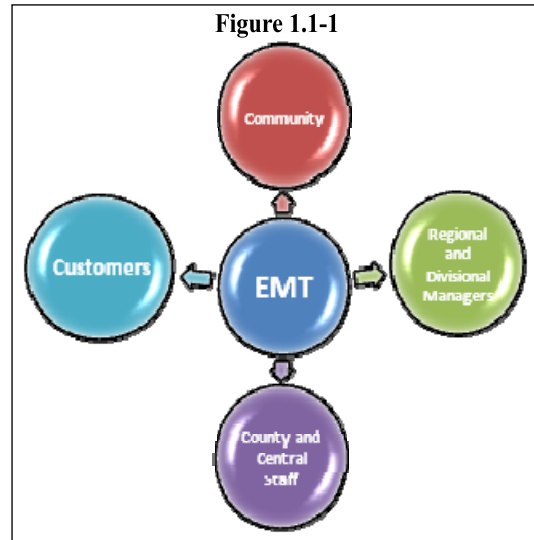 Figure 1.1-1
Community
Customers
EMT
Regional
and
Divisional
Managers
County and
Central
Staff